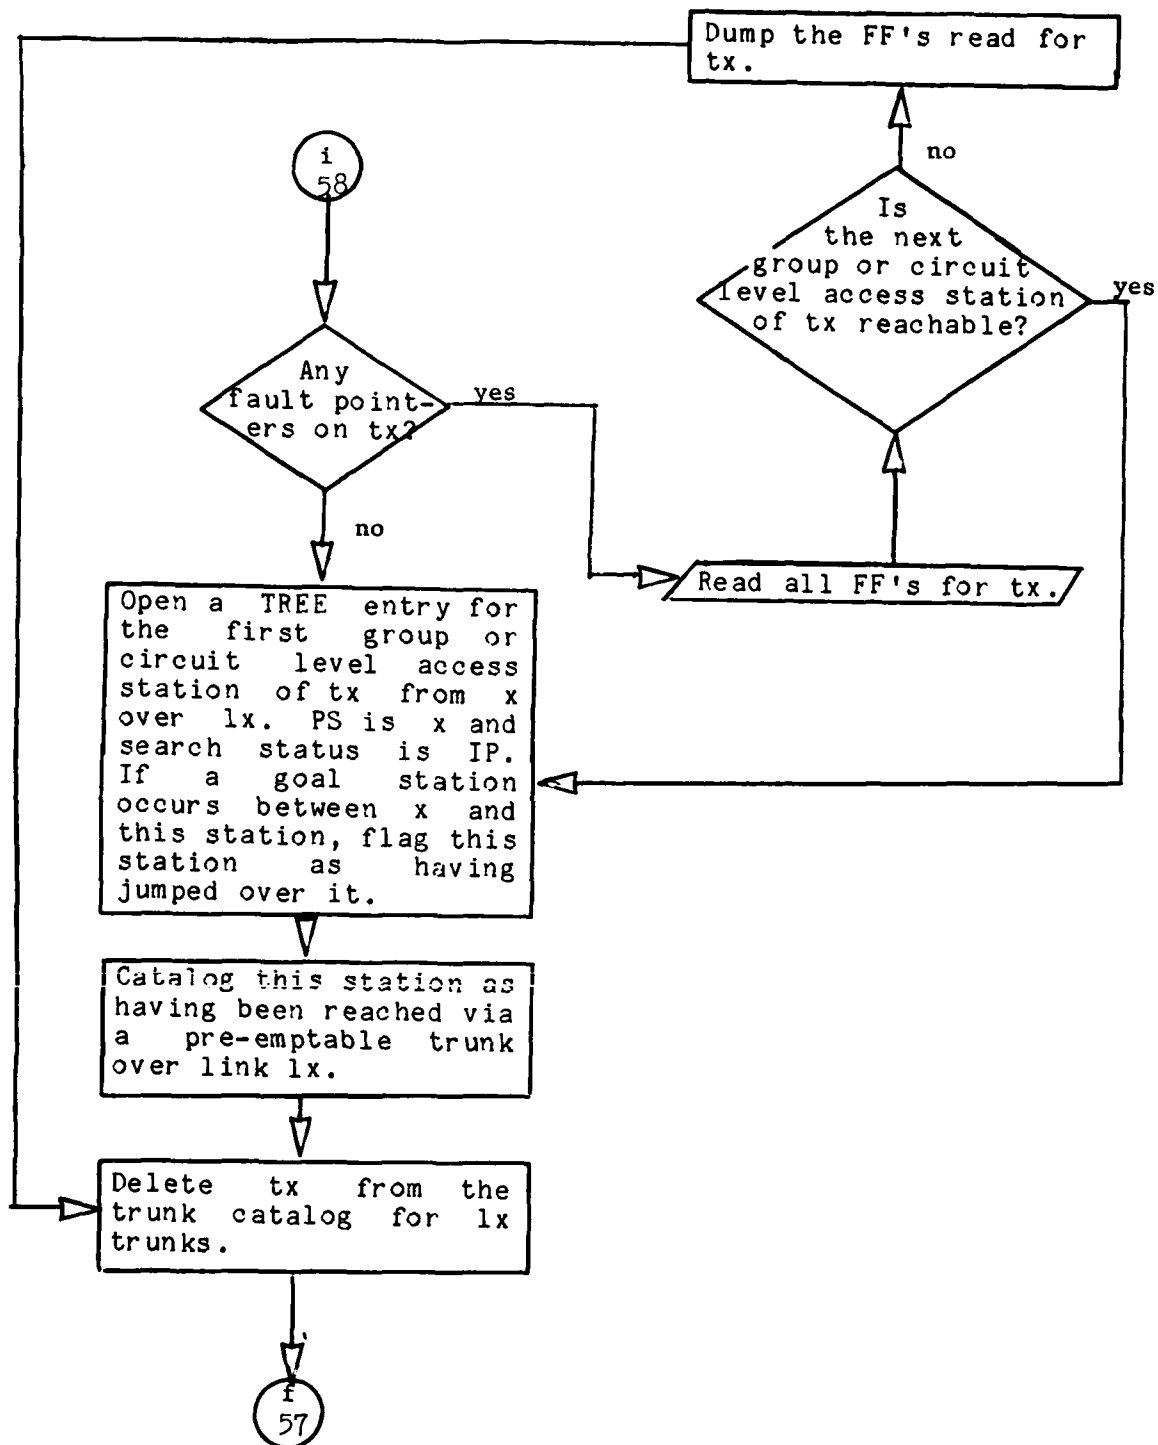 Dump the FF's read for
tx.
no
i
58
Is
the next
group or circuit
level access station
of tx reachable?
yes
Any
fault point-
ers on tx?
yes
no
Read all FF's for tx.
Open a TREE entry for
the first group or
circuit level access
station of tx from x
over lx. PS is x and
search status is IP.
If a goal station
occurs between x and
this station, flag this
station as having
jumped over it.
Catalog this station as
having been reached via
a pre-emptable trunk
over link lx.
Delete tx from the
trunk catalog for lx
trunks.
f
57